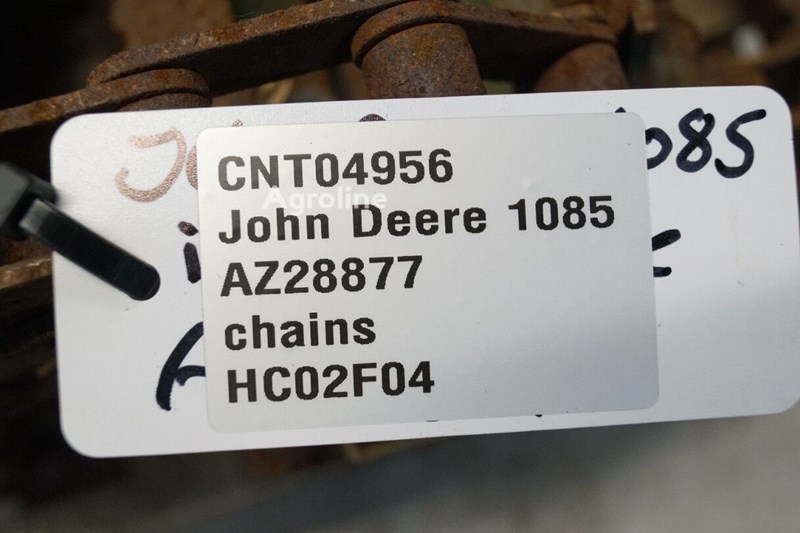 CNT04956
Agroline
John Deere 1085
AZ28877
chains
HC02F04